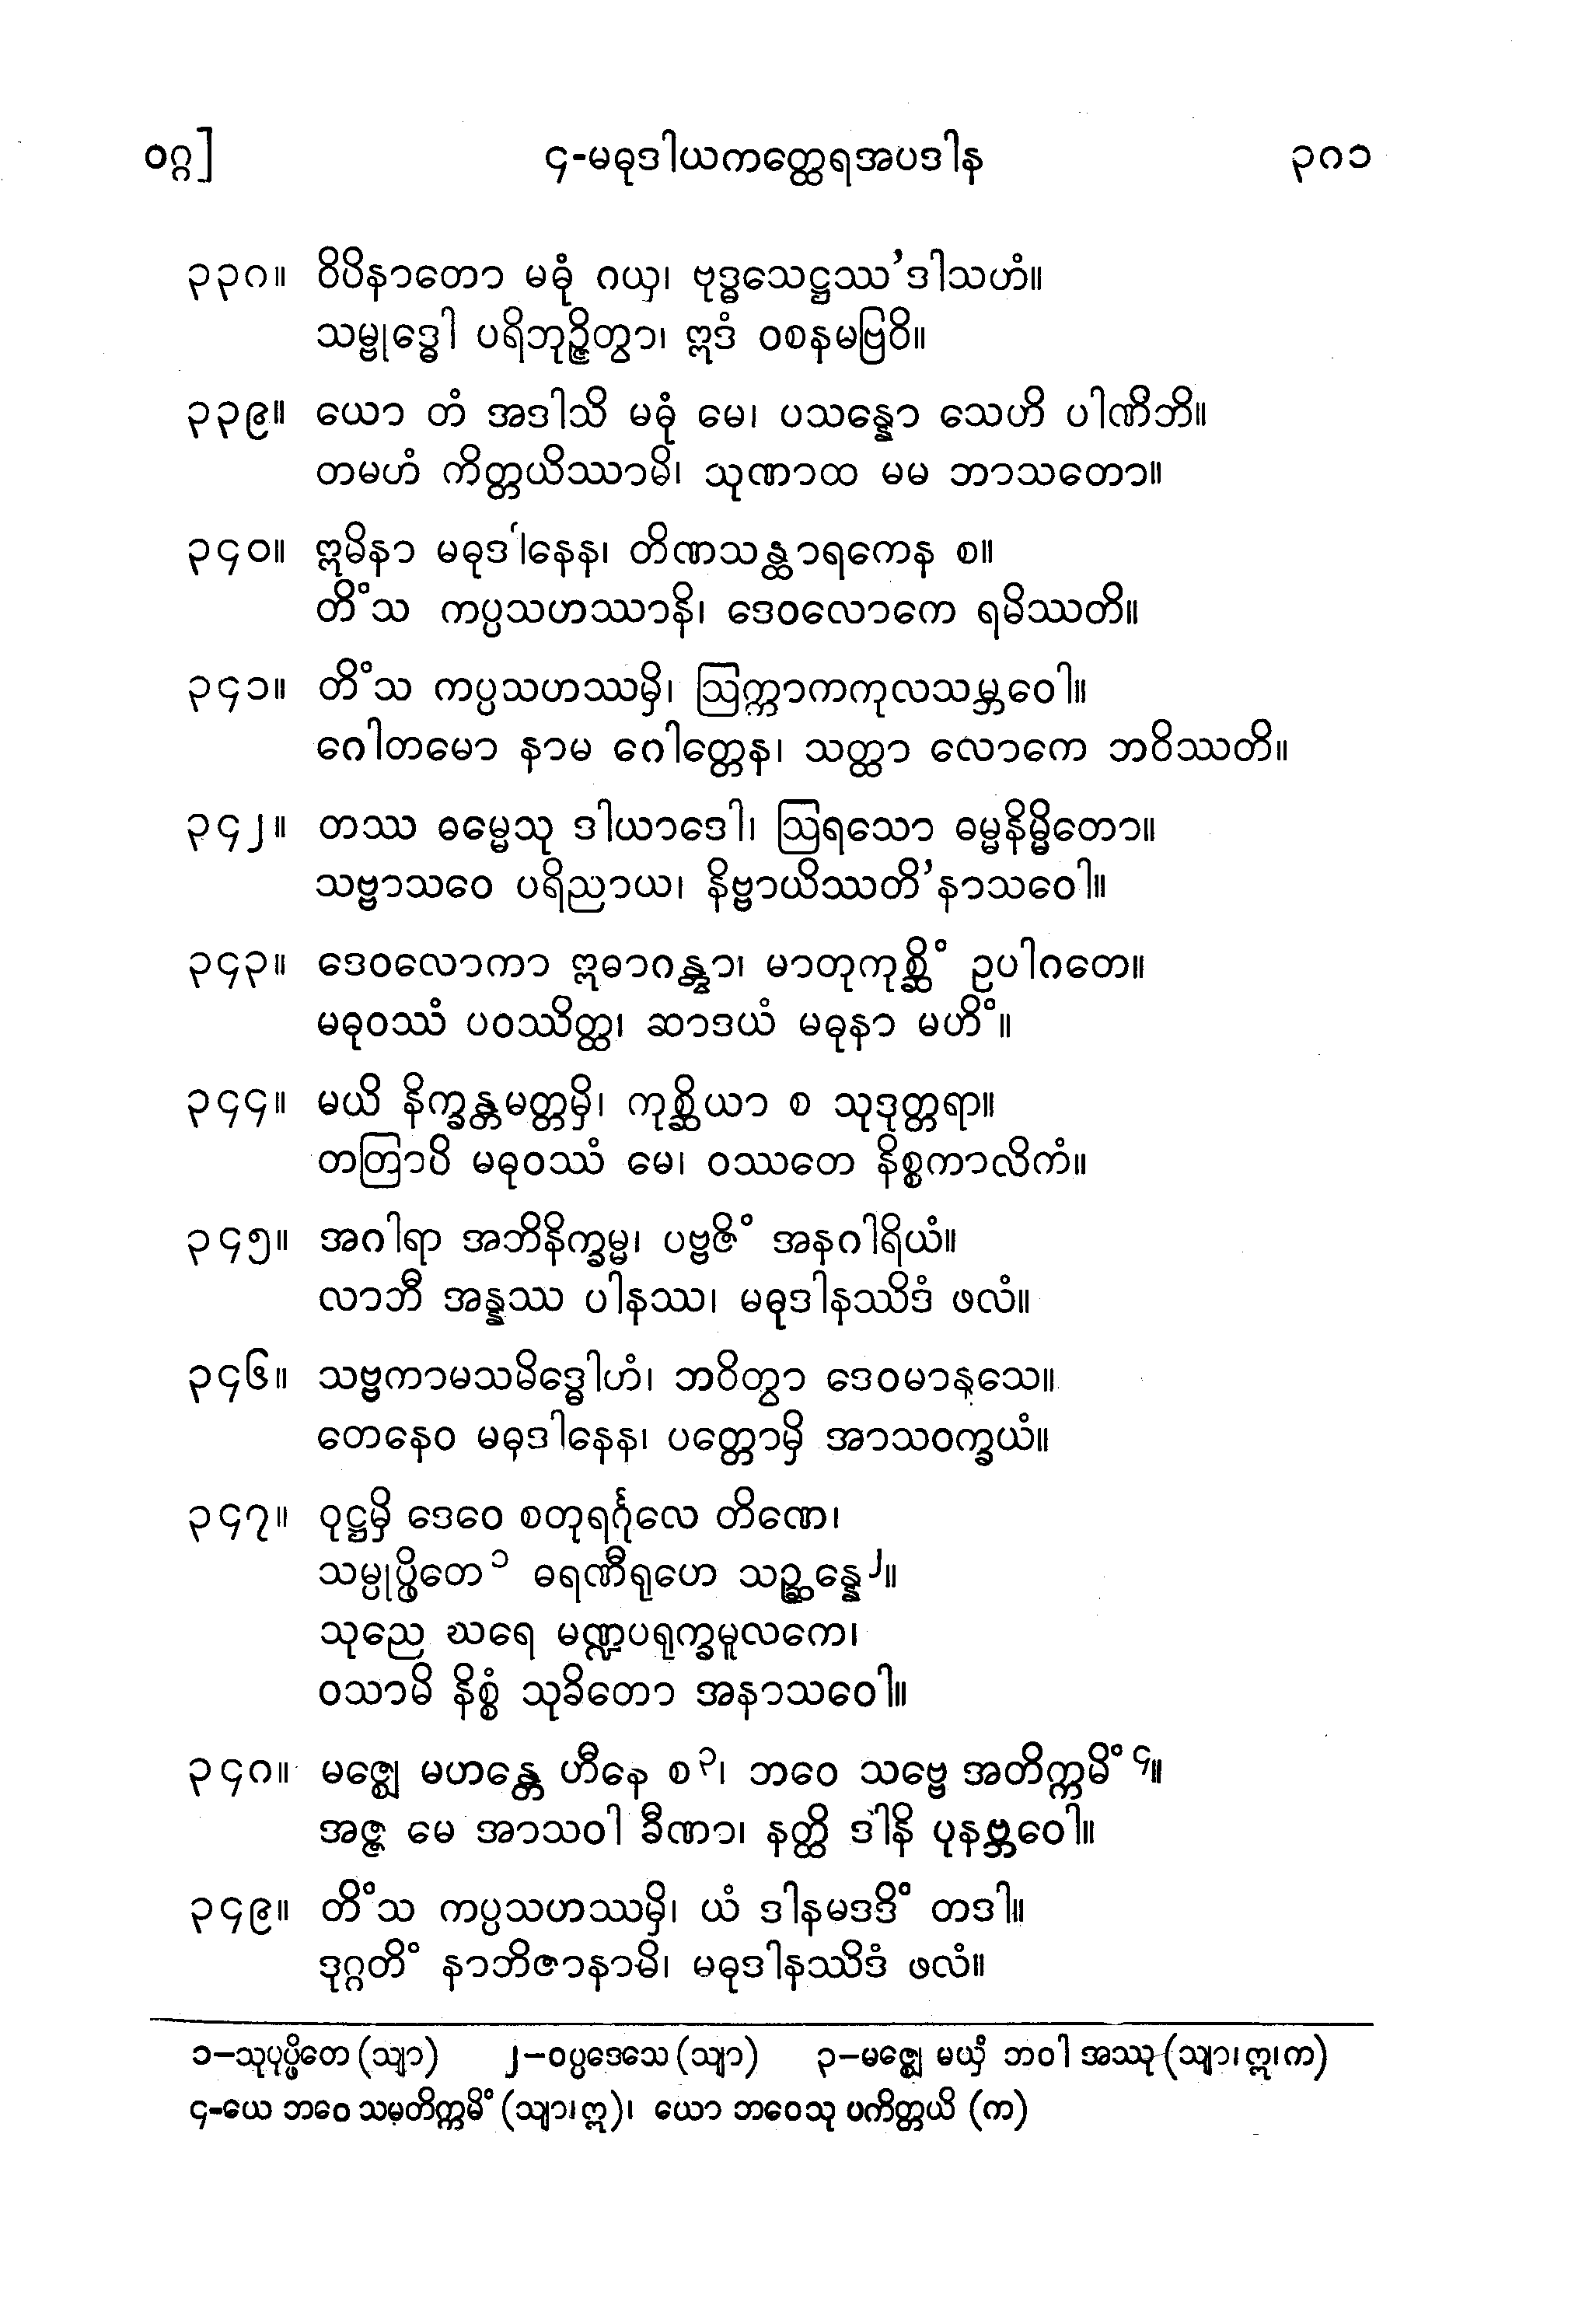 ဝဂ္ဂ]
၄-မဓုဒါယကတ္ထေရအပဒါန
၃၈၁
၃၃၈။ ဝိပိနာတော မဓုံ ဂယှ၊ ဗုဒ္ဓသေဋ္ဌဿ’ဒါသဟံ။
သမ္ဗုဒ္ဓေါ ပရိဘုဉ္ဇိတွာ၊ ဣဒံ ဝစနမဗြဝိ။
၃၃၉။ ယော တံ အဒါသိ မဓုံ မေ၊ ပသန္နော သေဟိ ပါဏိဘိ။
တမဟံ ကိတ္တယိဿာမိ၊ သုဏာထ မမ ဘာသတော။
၃၄၀။ ဣမိနာ မဓုဒါနေန၊ တိဏသန္ထာရကေန စ။
တိံသ ကပ္ပသဟဿာနိ၊ ဒေဝလောကေ ရမိဿတိ။
၃၄၁။ တိံသ ကပ္ပသဟဿမှိ၊ ဩက္ကာကကုလသမ္ဘဝေါ။
ဂေါတမော နာမ ဂေါတ္တေန၊ သတ္ထာ လောကေ ဘဝိဿတိ။
၃၄၂။ တဿ ဓမ္မေသု ဒါယာဒေါ၊ ဩရသော ဓမ္မနိမ္မိတော။
သဗ္ဗာသဝေ ပရိညာယ၊ နိဗ္ဗာယိဿတိ’နာသဝေါ။
၃၄၃။ ဒေဝလောကာ ဣဓာဂန္တွာ၊ မာတုကုစ္ဆိံ ဥပါဂတေ။
မဓုဝဿံ ပဝဿိတ္ထ၊ ဆာဒယံ မဓုနာ မဟိံ။
၃၄၄။ မယိ နိက္ခန္တမတ္တမှိ၊ ကုစ္ဆိယာ စ သုဒုတ္တရာ။
တတြာပိ မဓုဝဿံ မေ၊ ဝဿတေ နိစ္စကာလိကံ။
၃၄၅။ အဂါရာ အဘိနိက္ခမ္မ၊ ပဗ္ဗဇိံ အနဂါရိယံ။
လာဘီ အန္နဿ ပါနဿ၊ မဓုဒါနဿိဒံ ဖလံ။
၃၄၆။ သဗ္ဗကာမသမိဒ္ဓေါဟံ၊ ဘဝိတွာ ဒေဝမာနုသေ။
တေနေဝ မဓုဒါနေန၊ ပတ္တောမှိ အာသဝက္ခယံ။
၃၄၇။ ဝုဋ္ဌမှိ ဒေဝေ စတုရင်္ဂုလေ တိဏေ၊
သမ္ပုပ္ဖိတေ၁ ဓရဏီရုဟေ သဉ္ဆန္နေ၂။
သုညေ ဃရေ မဏ္ဍပရုက္ခမူလကေ၊
ဝသာမိ နိစ္စံ သုခိတော အနာသဝေါ။
၃၄၈။ မဇ္ဈေ မဟန္တေ ဟီနေ စ၃၊ ဘဝေ သဗ္ဗေ အတိက္ကမိံ၄။
အဇ္ဇ မေ အာသဝါ ခီဏာ၊ နတ္ထိ ဒါနိ ပုနဗ္ဘဝေါ။
၃၄၉။ တိံသ ကပ္ပသဟဿမှိ၊ ယံ ဒါနမဒဒိံ တဒါ။
ဒုဂ္ဂတိံ နာဘိဇာနာမိ၊ မဓုဒါနဿိဒံ ဖလံ။
၁–သုပုပ္ဖိတေ (သျာ) ၂–ဝပ္ပဒေသေ (သျာ) ၃–မဇ္ဈေ မယှံ ဘဝါ အဿု (သျာ၊ဣ၊က)
၄-ယေ ဘဝေ သမတိက္ကမိံ (သျာ၊ဣ)၊ ယော ဘဝေသု ပကိတ္တယိ (က)